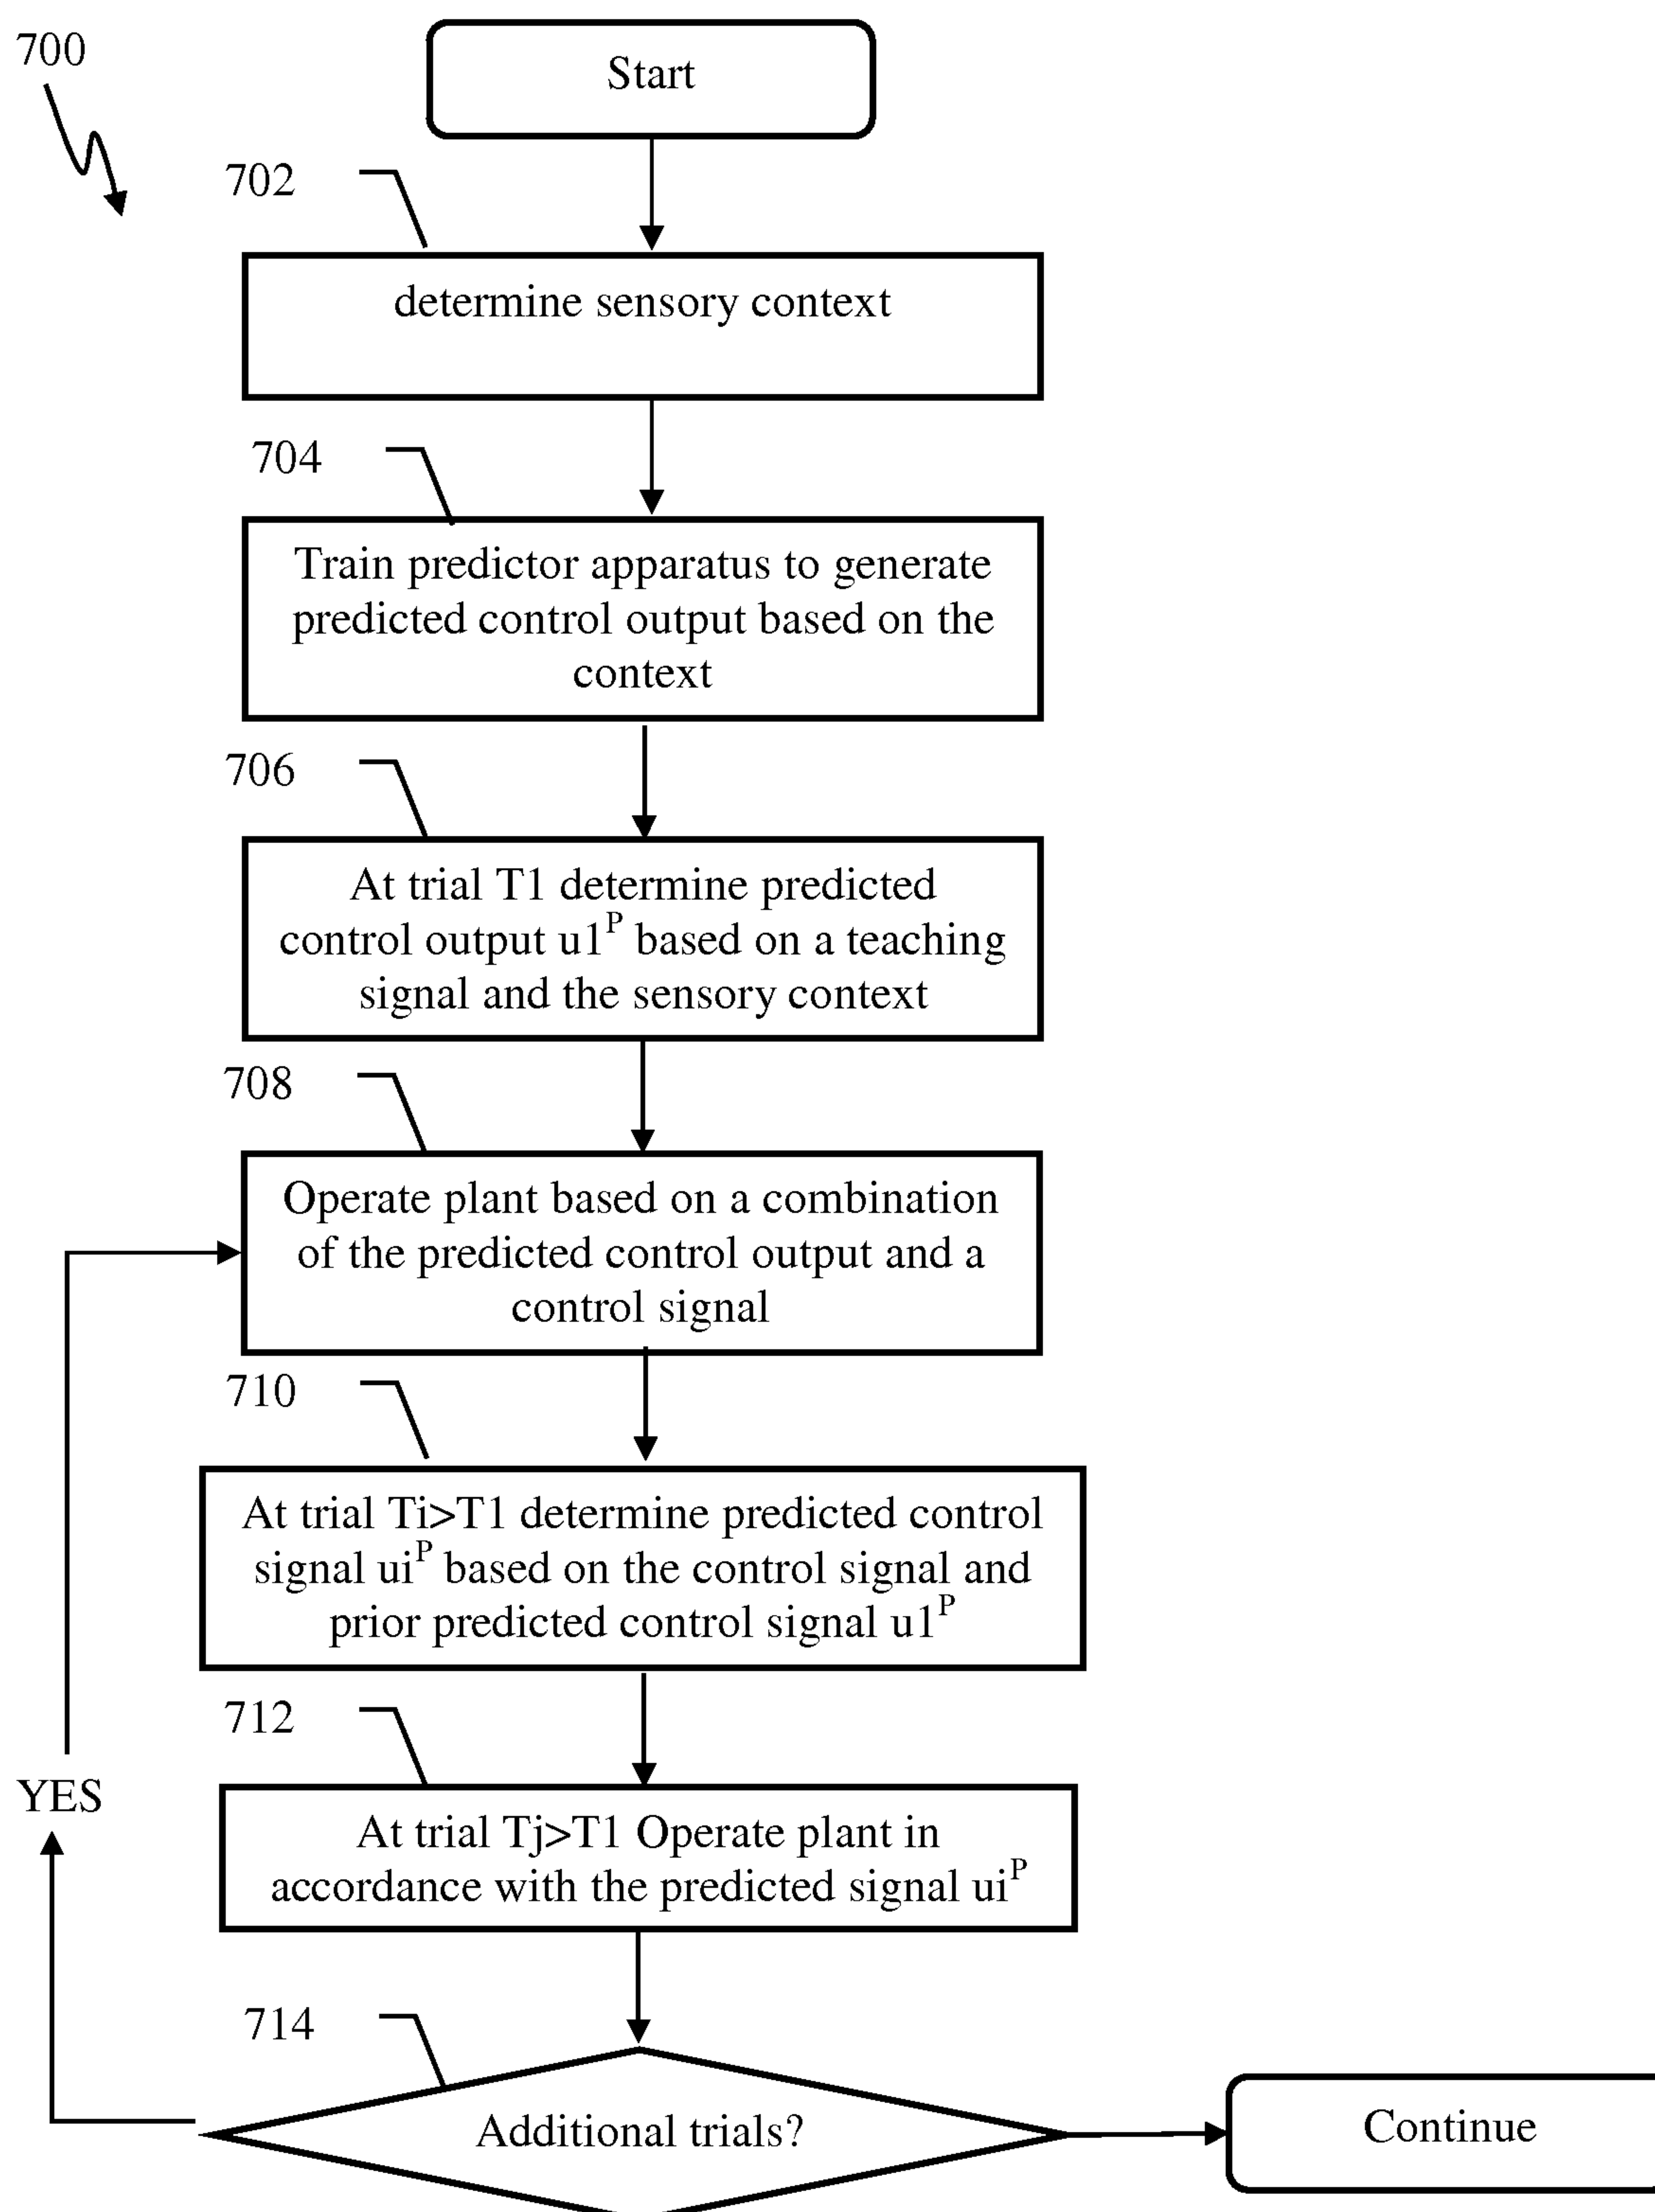 700
Start
702
determine sensory context
704
Train predictor apparatus to generate
predicted control output based on the
context
706
At trial T1 determine predicted
control output u1^P based on a teaching
signal and the sensory context
708
Operate plant based on a combination
of the predicted control output and a
control signal
710
At trial Ti>T1 determine predicted control
signal ui^P based on the control signal and
prior predicted control signal u1^P
712
YES
At trial Tj>T1 Operate plant in
accordance with the predicted signal ui^P
714
Additional trials?
Continue